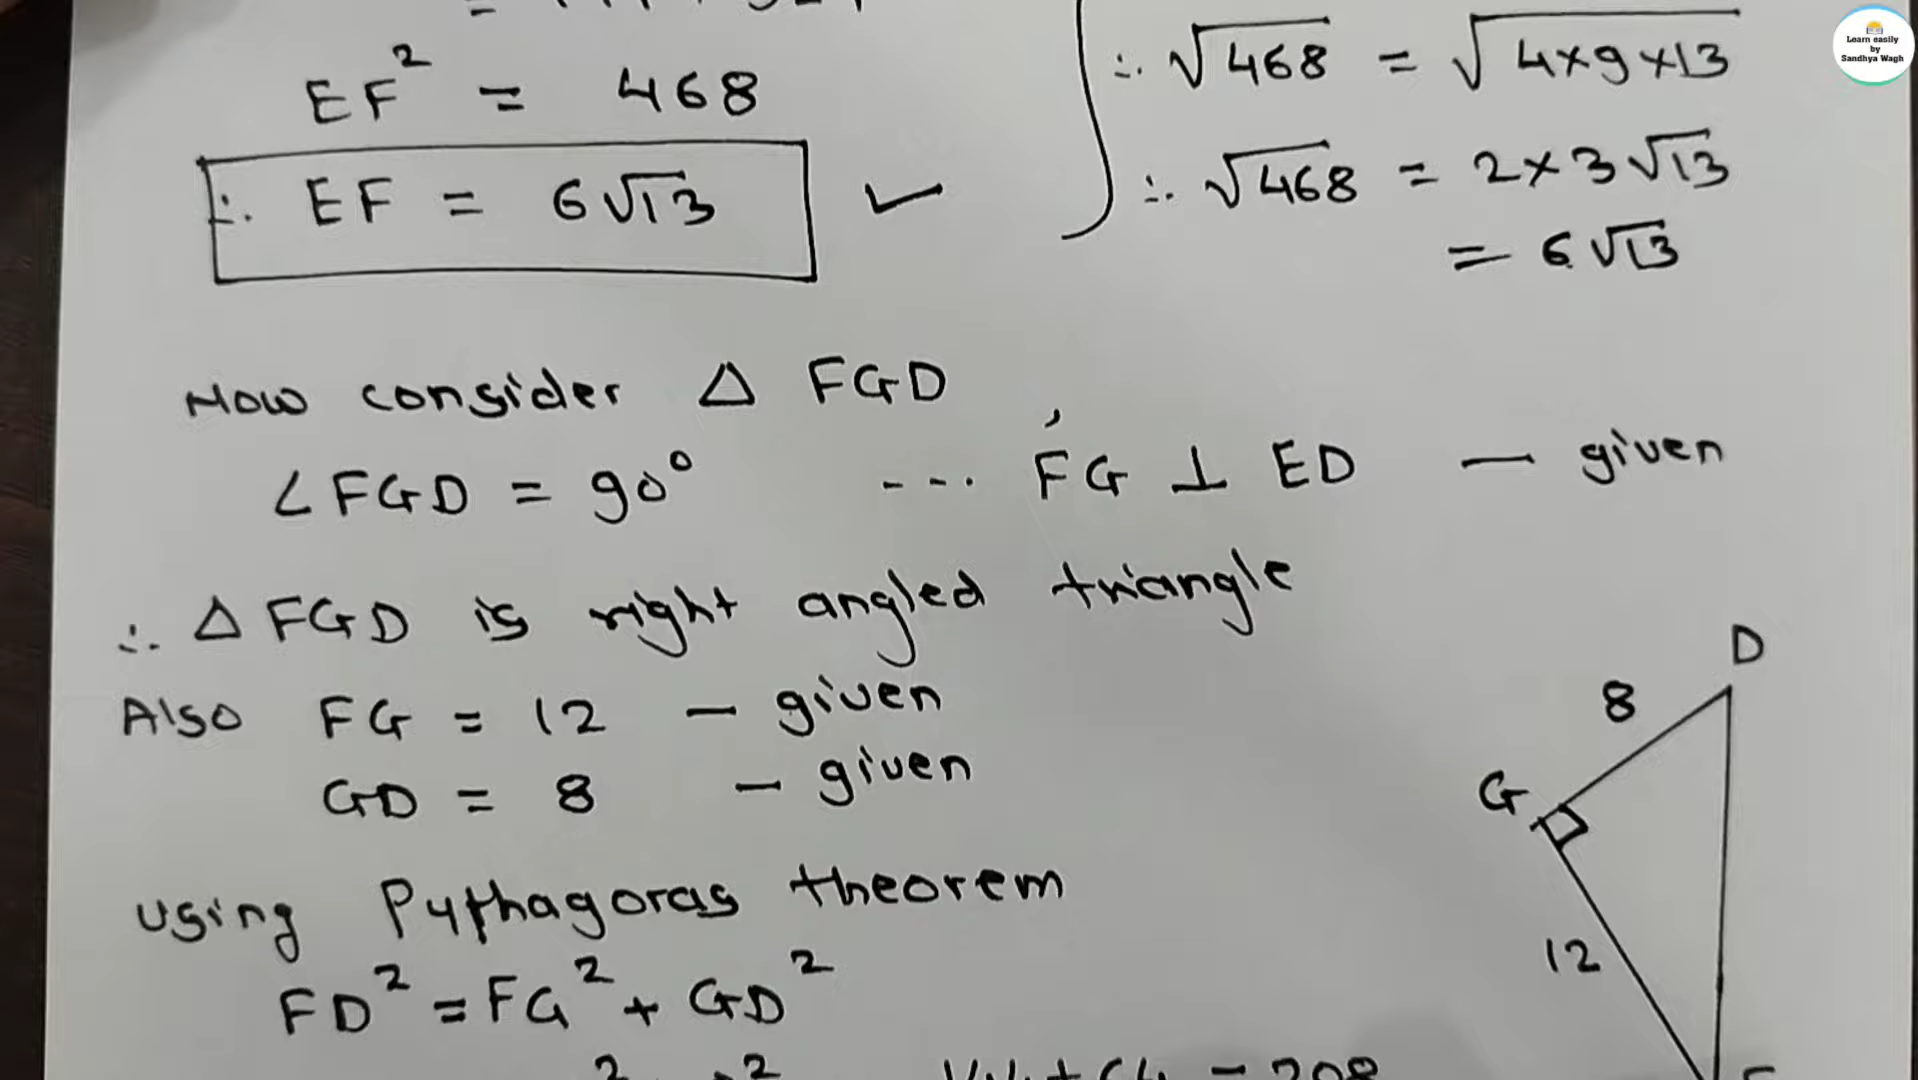 EF² = 468
∴ EF = 6√13 ✓
∴ √468 = √4×9×13
∴ √468 = 2×3√13
= 6√13
Learn easily
by
Sandhya Wagh
Now consider △ FGD
∠FGD = 90° ---. FG ⊥ ED — given
∴ △ FGD is right angled triangle
Also FG = 12 — given
GD = 8 — given
Using Pythagoras theorem
FD² = FG² + GD²
D
8
G
12